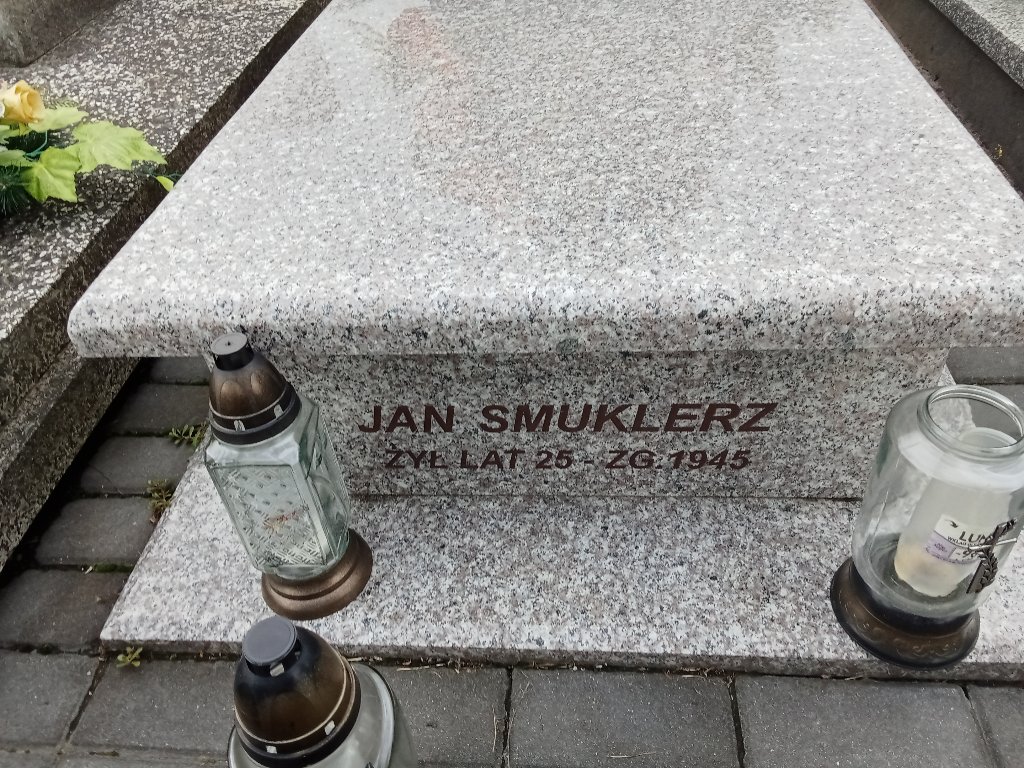 JAN SMUKLERZ
ŻYŁ LAT 25 - ZG. 1945